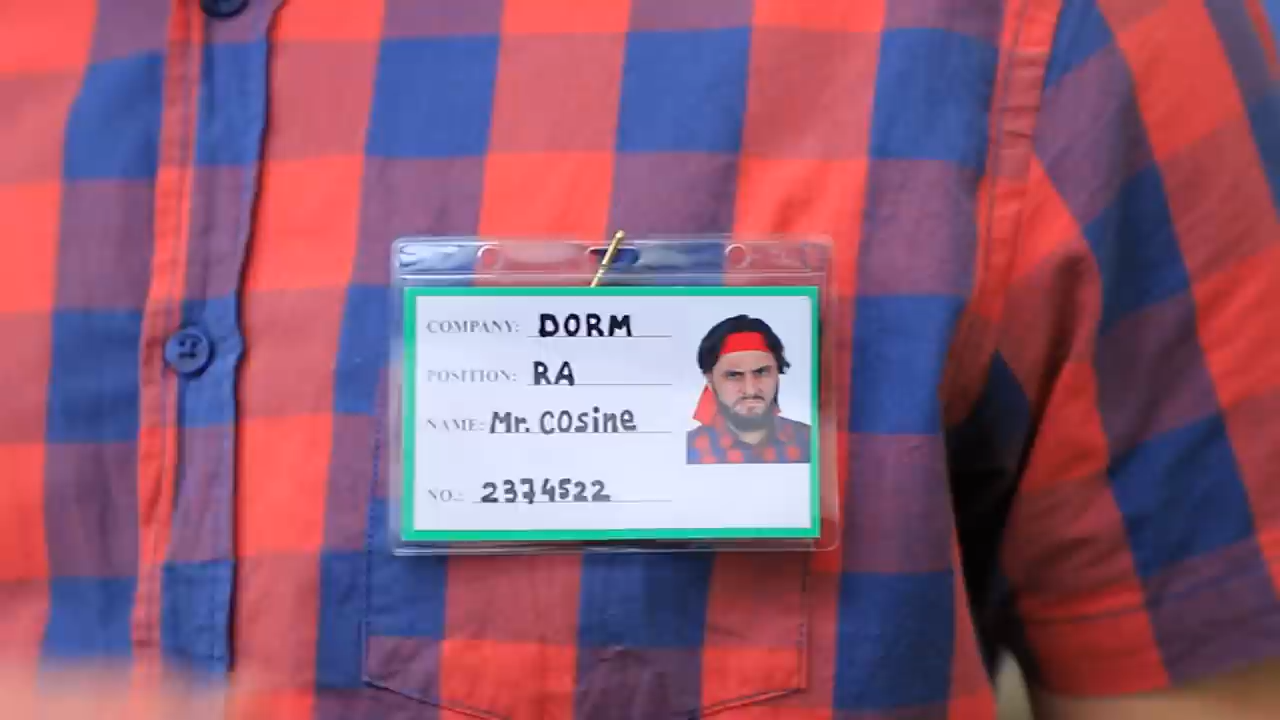 COMPANY: DORM
POSITION: RA
NAME: Mr. COsine
NO.: 2374522